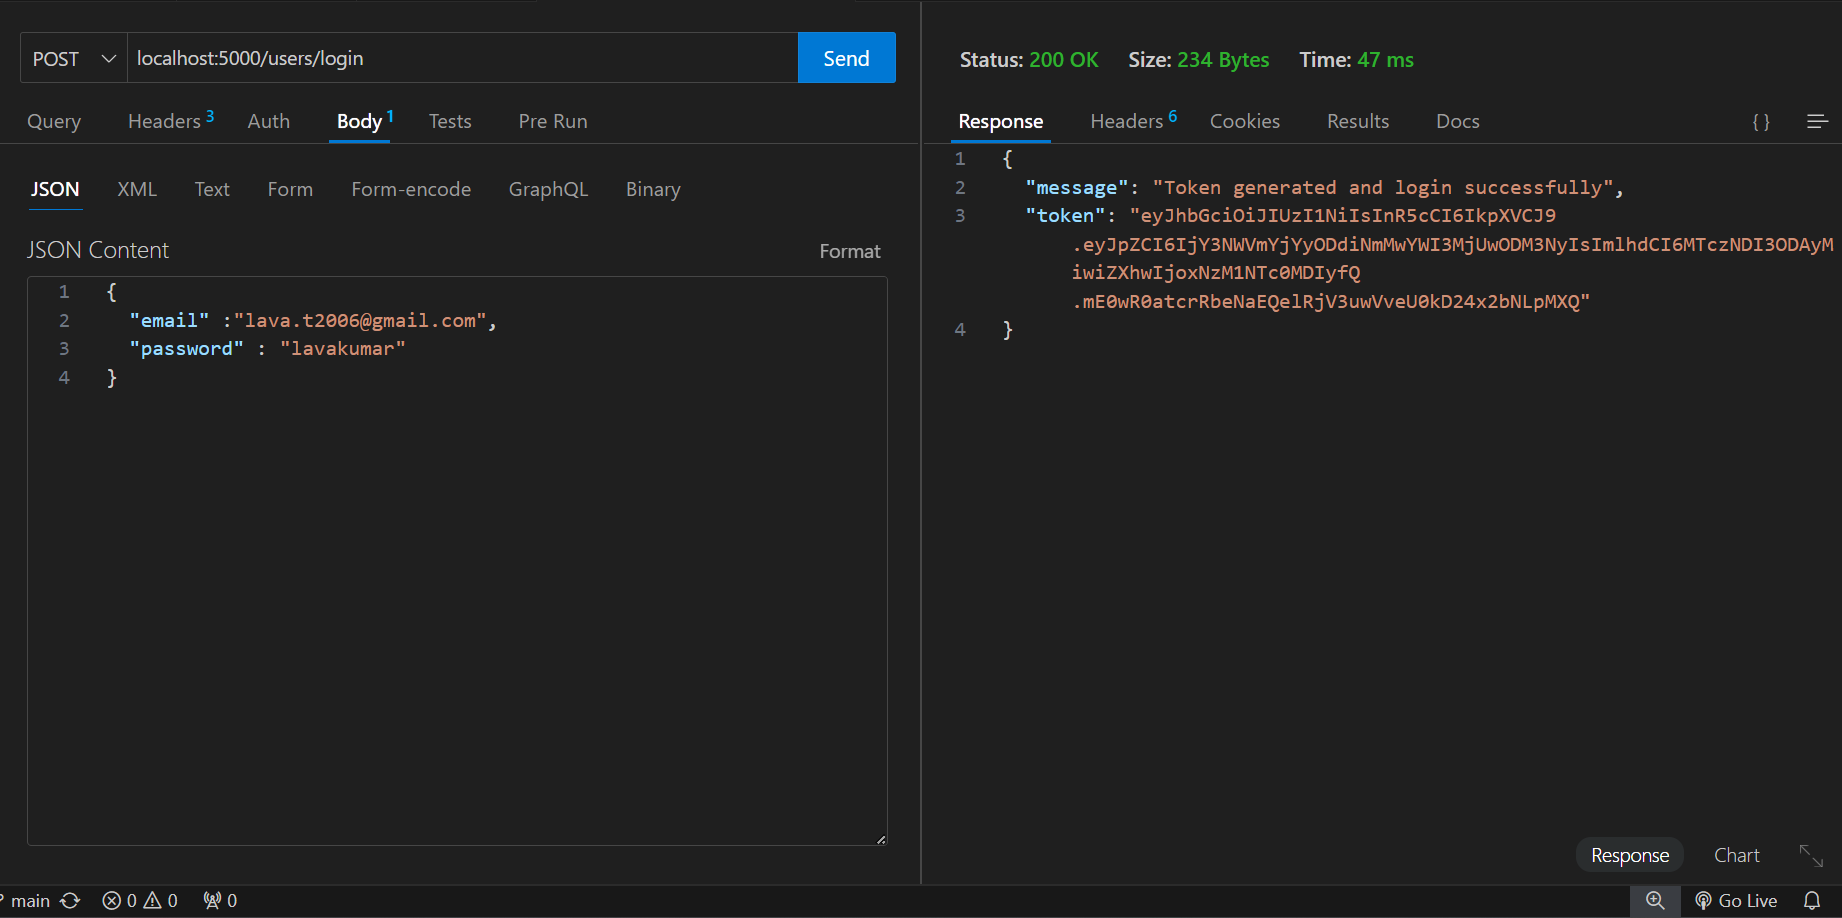 POST localhost:5000/users/login Send
Query Headers 3 Auth Body 1 Tests Pre Run
JSON XML Text Form Form-encode GraphQL Binary
JSON Content Format
1 {
2 "email" :"lava.t2006@gmail.com",
3 "password" : "lavakumar"
4 }
Status: 200 OK Size: 234 Bytes Time: 47 ms
Response Headers 6 Cookies Results Docs { }
1 {
2 "message": "Token generated and login successfully",
3 "token": "eyJhbGciOiJIUzI1NiIsInR5cCI6IkpXVCJ9
.eyJpZCI6IjY3NWVmYjYyODdiNmMwYWI3MjUwODM3NyIsImlhdCI6MTczNDI3ODAyM
iwiZXhwIjoxNzM1NTc0MDIyfQ
.mE0wR0atcrRbeNaEQelRjV3uwVveU0kD24x2bNLpMXQ"
4 }
Response Chart
main 0 0 0 Go Live